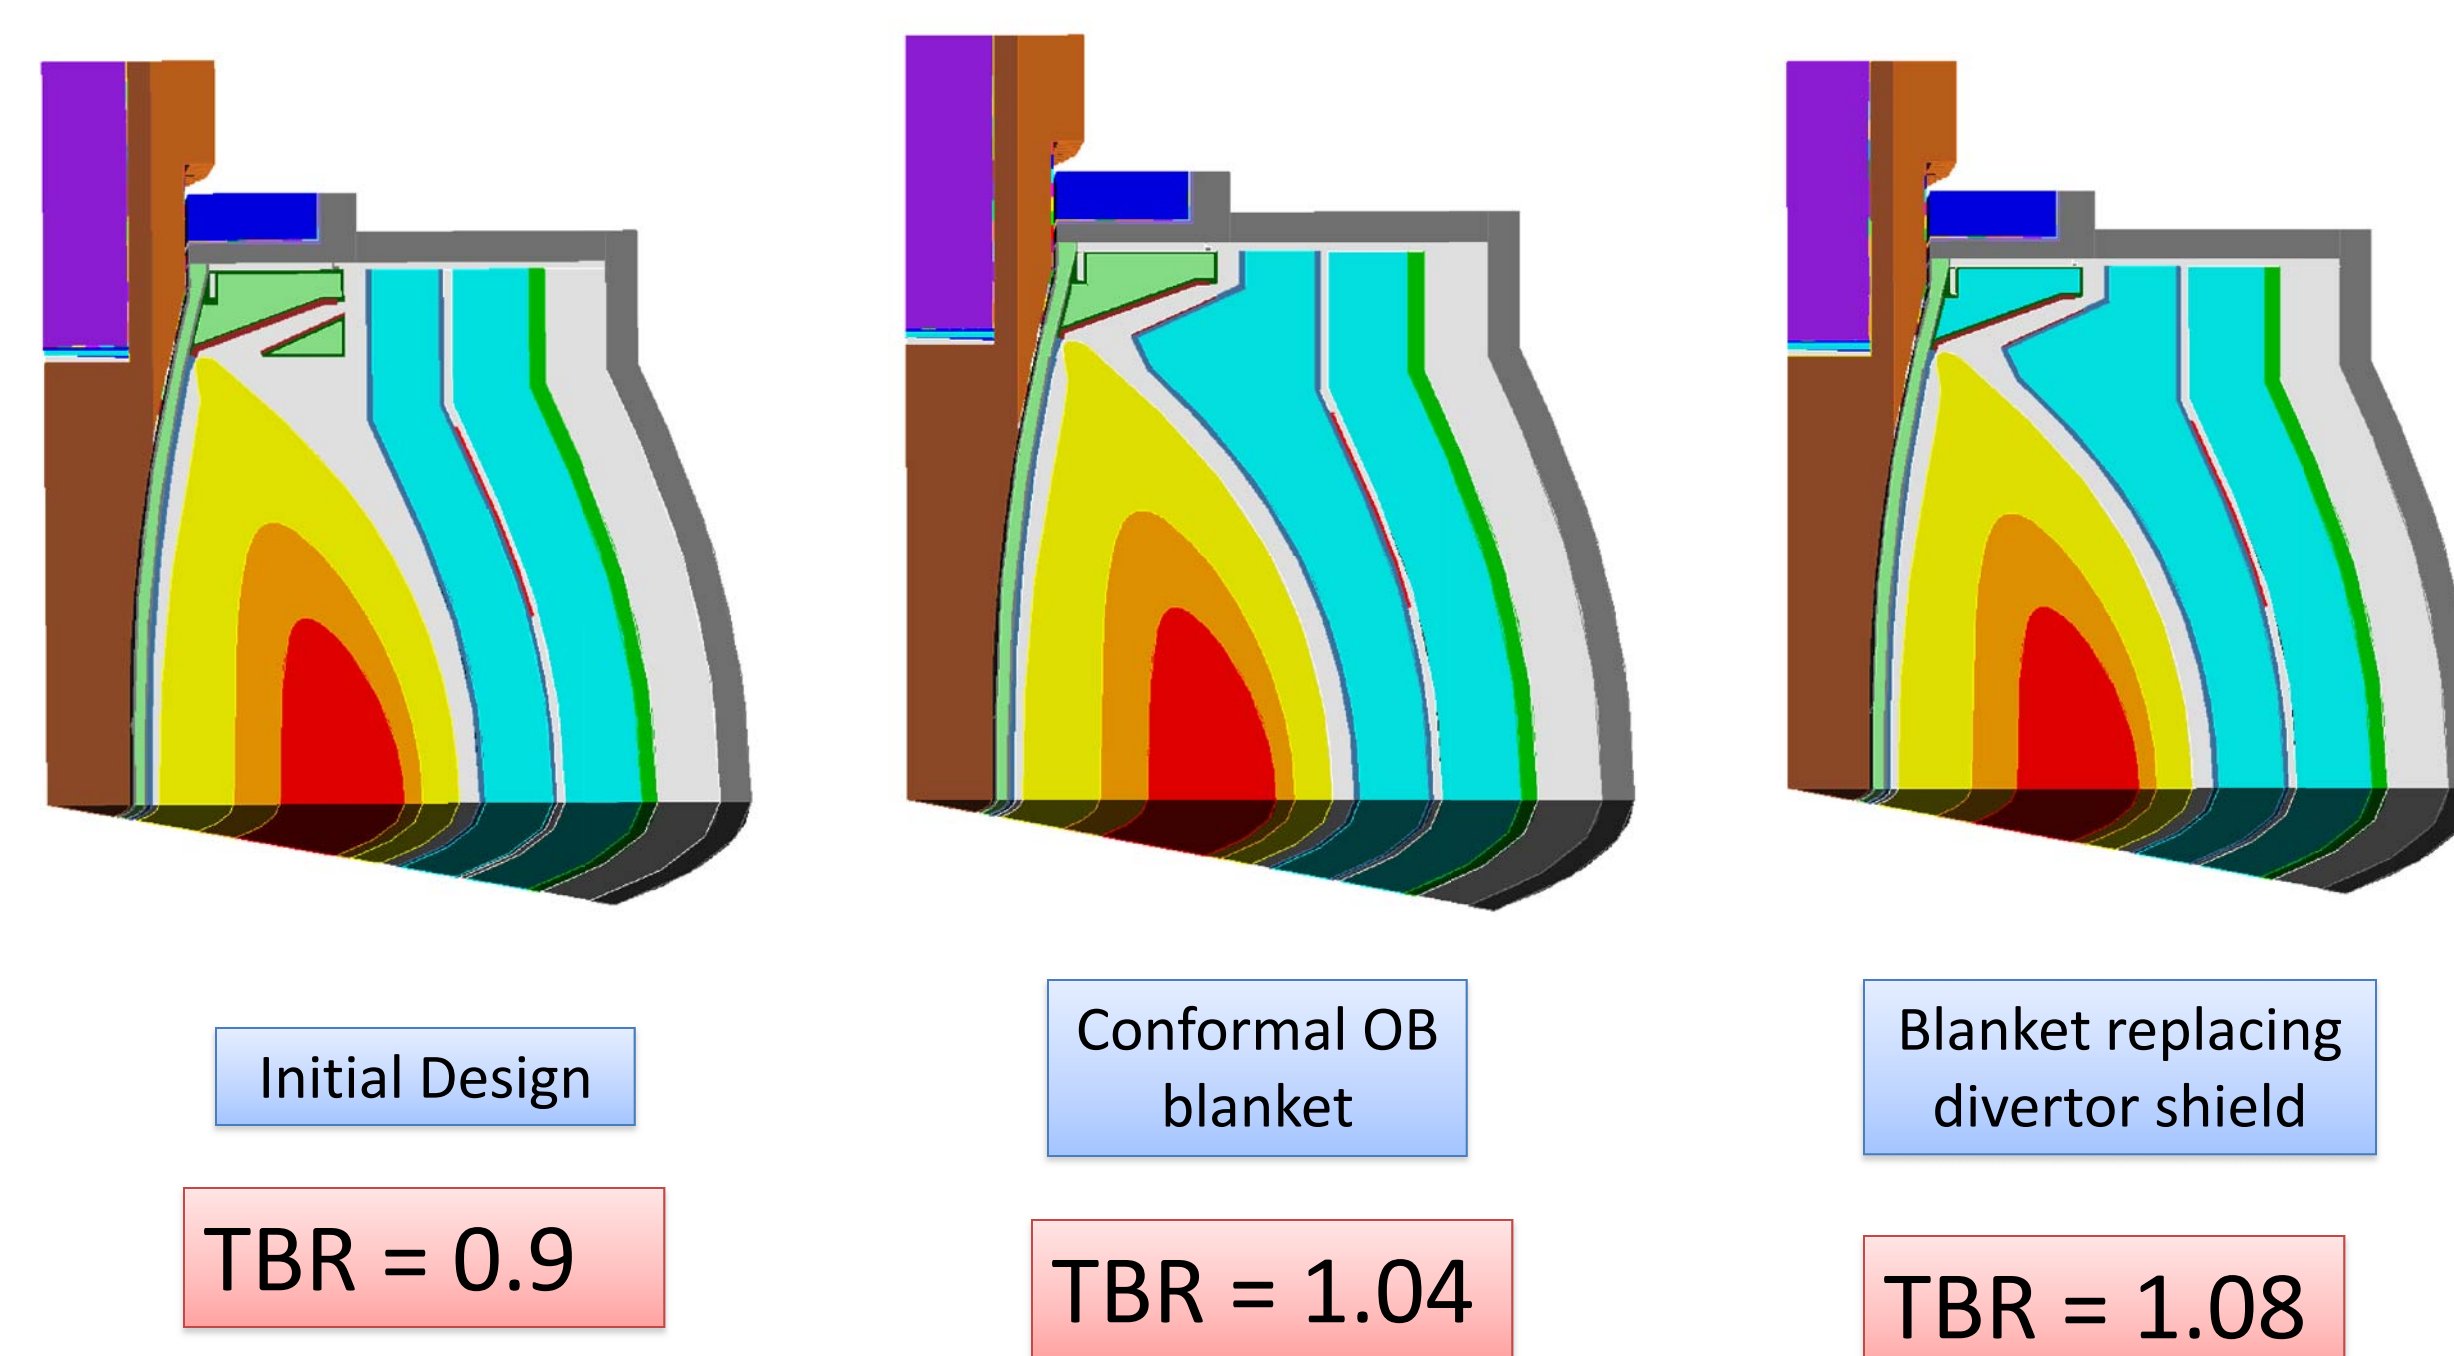 Initial Design
TBR = 0.9
Conformal OB
blanket
TBR = 1.04
Blanket replacing
divertor shield
TBR = 1.08